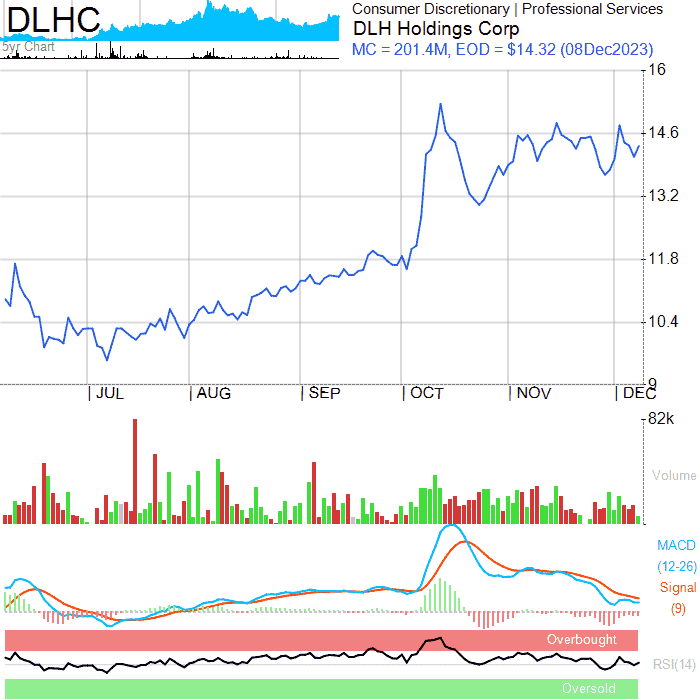 DLHC
5yr Chart
Consumer Discretionary | Professional Services
DLH Holdings Corp
MC = 201.4M, EOD = $14.32 (08Dec2023)
16
14.6
13.2
11.8
10.4
9
JUL AUG SEP OCT NOV DEC
82k
Volume
MACD
(12-26)
Signal
(9)
Overbought
RSI(14)
Oversold